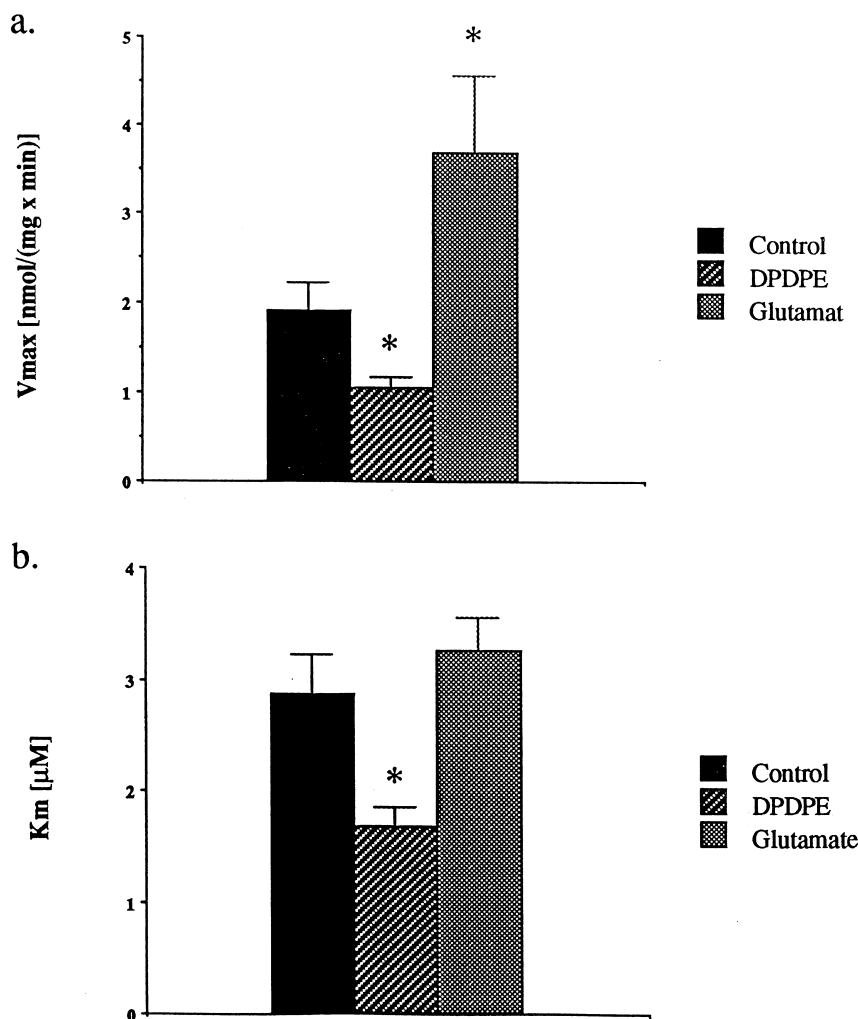 a.
5
4
3
2
1
0
Vmax [nmol/(mg x min)]
*
*
Control
DPDPE
Glutamat
b.
4
3
2
1
0
Km [µM]
*
Control
DPDPE
Glutamate